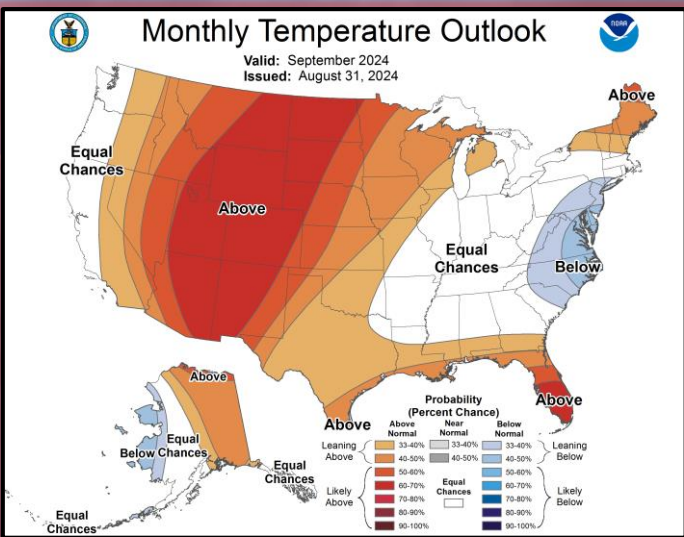 NOAA
Monthly Temperature Outlook
Valid: September 2024
Issued: August 31, 2024
Above
Equal
Chances
Above
Equal
Chances
Below
Above
Above
Above
Below
Equal
Chances
Equal
Chances
Equal
Chances
Probability
(Percent Chance)
Above
Normal
Near
Normal
Below
Normal
Leaning
Above
33-40%
33-40%
33-40%
Leaning
Below
40-50%
40-50%
40-50%
Likely
Above
50-60%
50-60%
Likely
Below
60-70%
60-70%
70-80%
70-80%
80-90%
80-90%
90-100%
90-100%
Equal
Chances